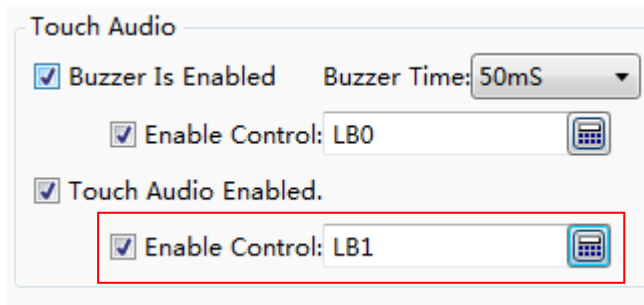 Touch Audio
Buzzer Is Enabled Buzzer Time: 50mS
Enable Control: LB0
Touch Audio Enabled.
Enable Control: LB1